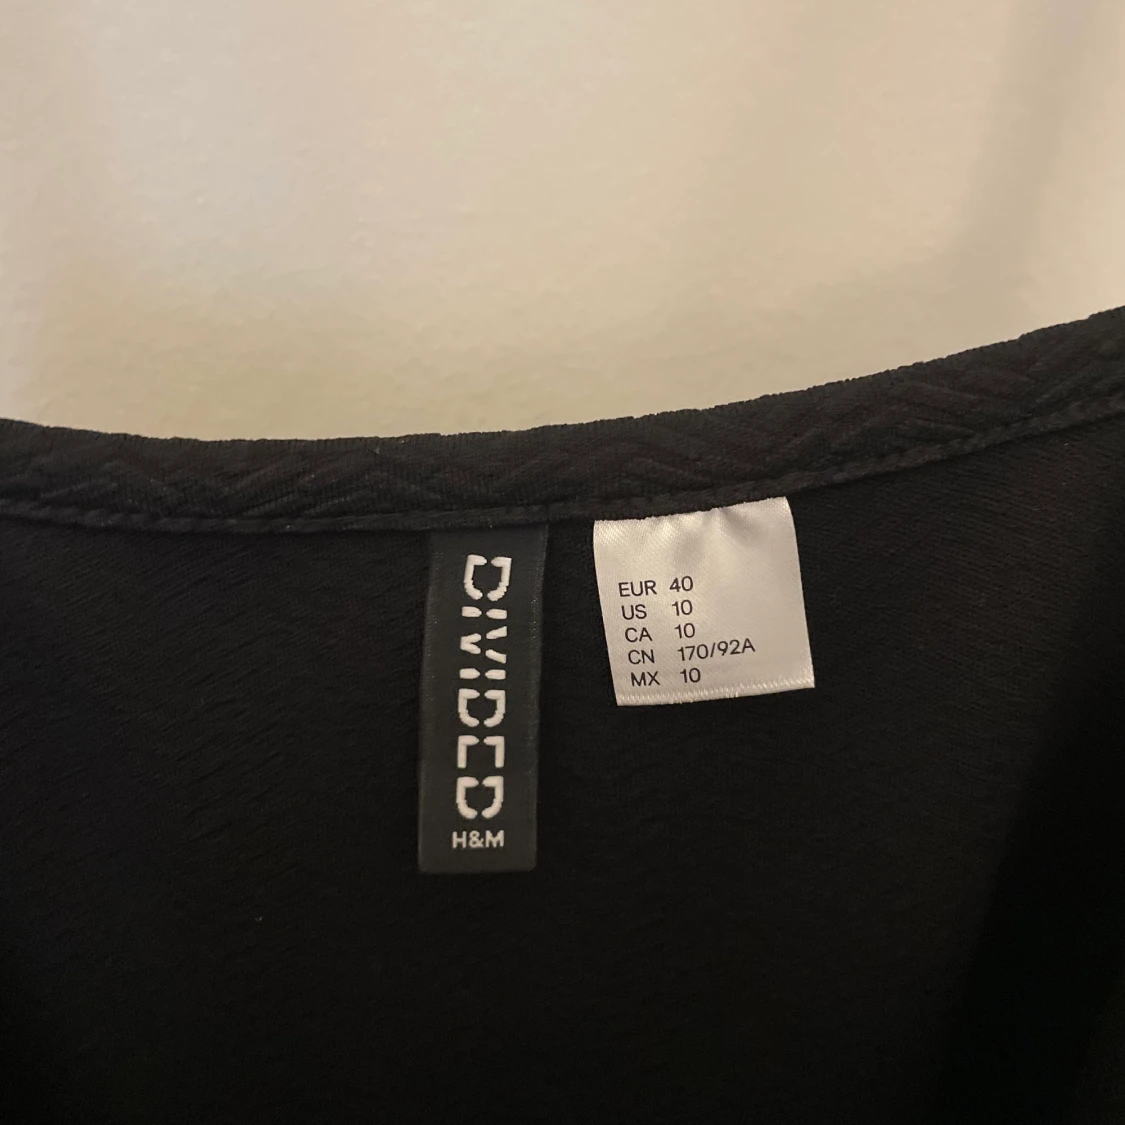 DIVIDED
H&M
EUR 40
US 10
CA 10
CN 170/92A
MX 10